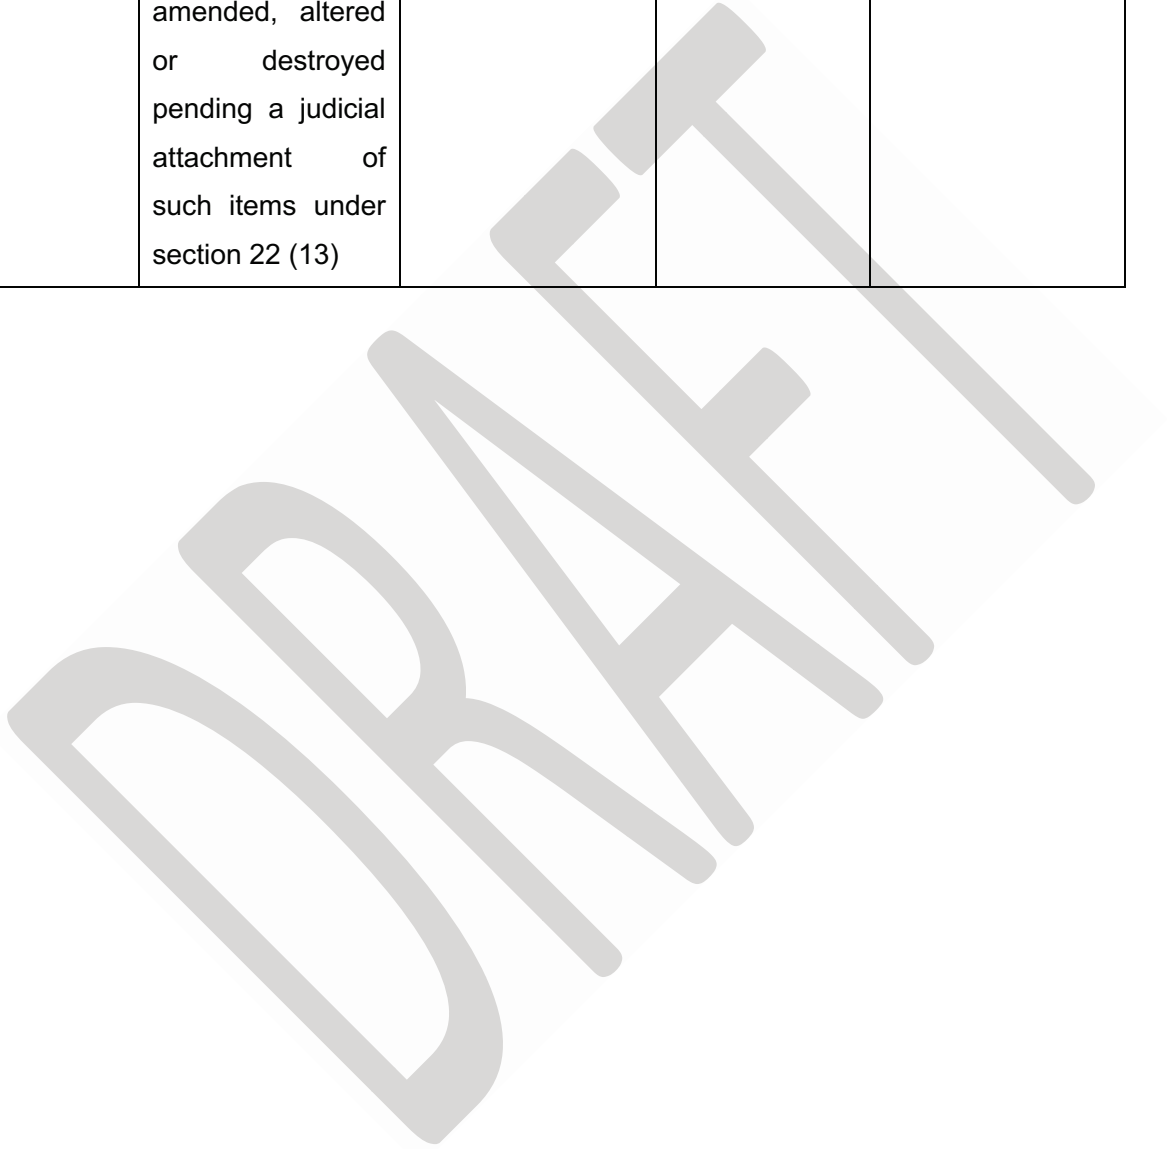 amended, altered
or destroyed
pending a judicial
attachment of
such items under
section 22 (13)
DRAFT